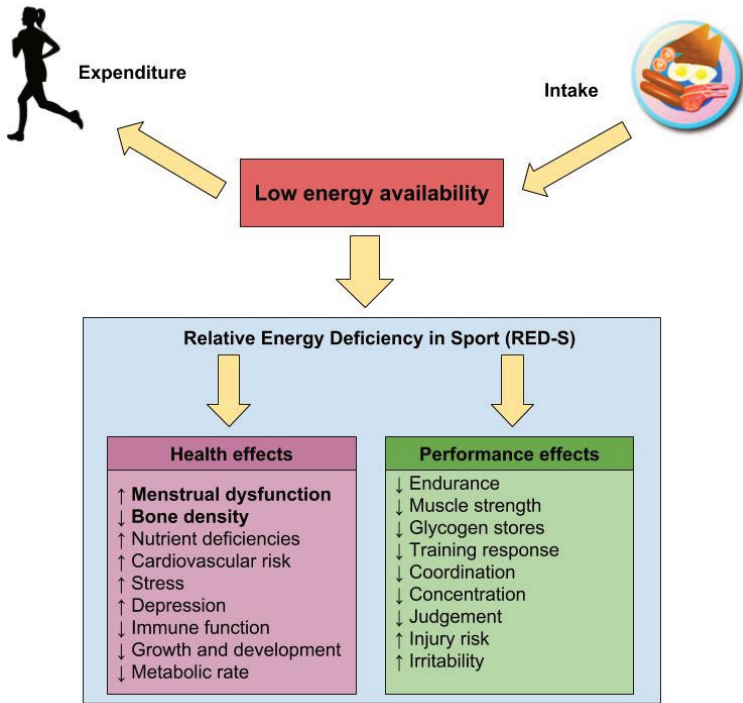 Expenditure
Intake
Low energy availability
Relative Energy Deficiency in Sport (RED-S)
Health effects
↑ Menstrual dysfunction
↓ Bone density
↑ Nutrient deficiencies
↑ Cardiovascular risk
↑ Stress
↑ Depression
↓ Immune function
↓ Growth and development
↓ Metabolic rate
Performance effects
↓ Endurance
↓ Muscle strength
↓ Glycogen stores
↓ Training response
↓ Coordination
↓ Concentration
↓ Judgement
↑ Injury risk
↑ Irritability